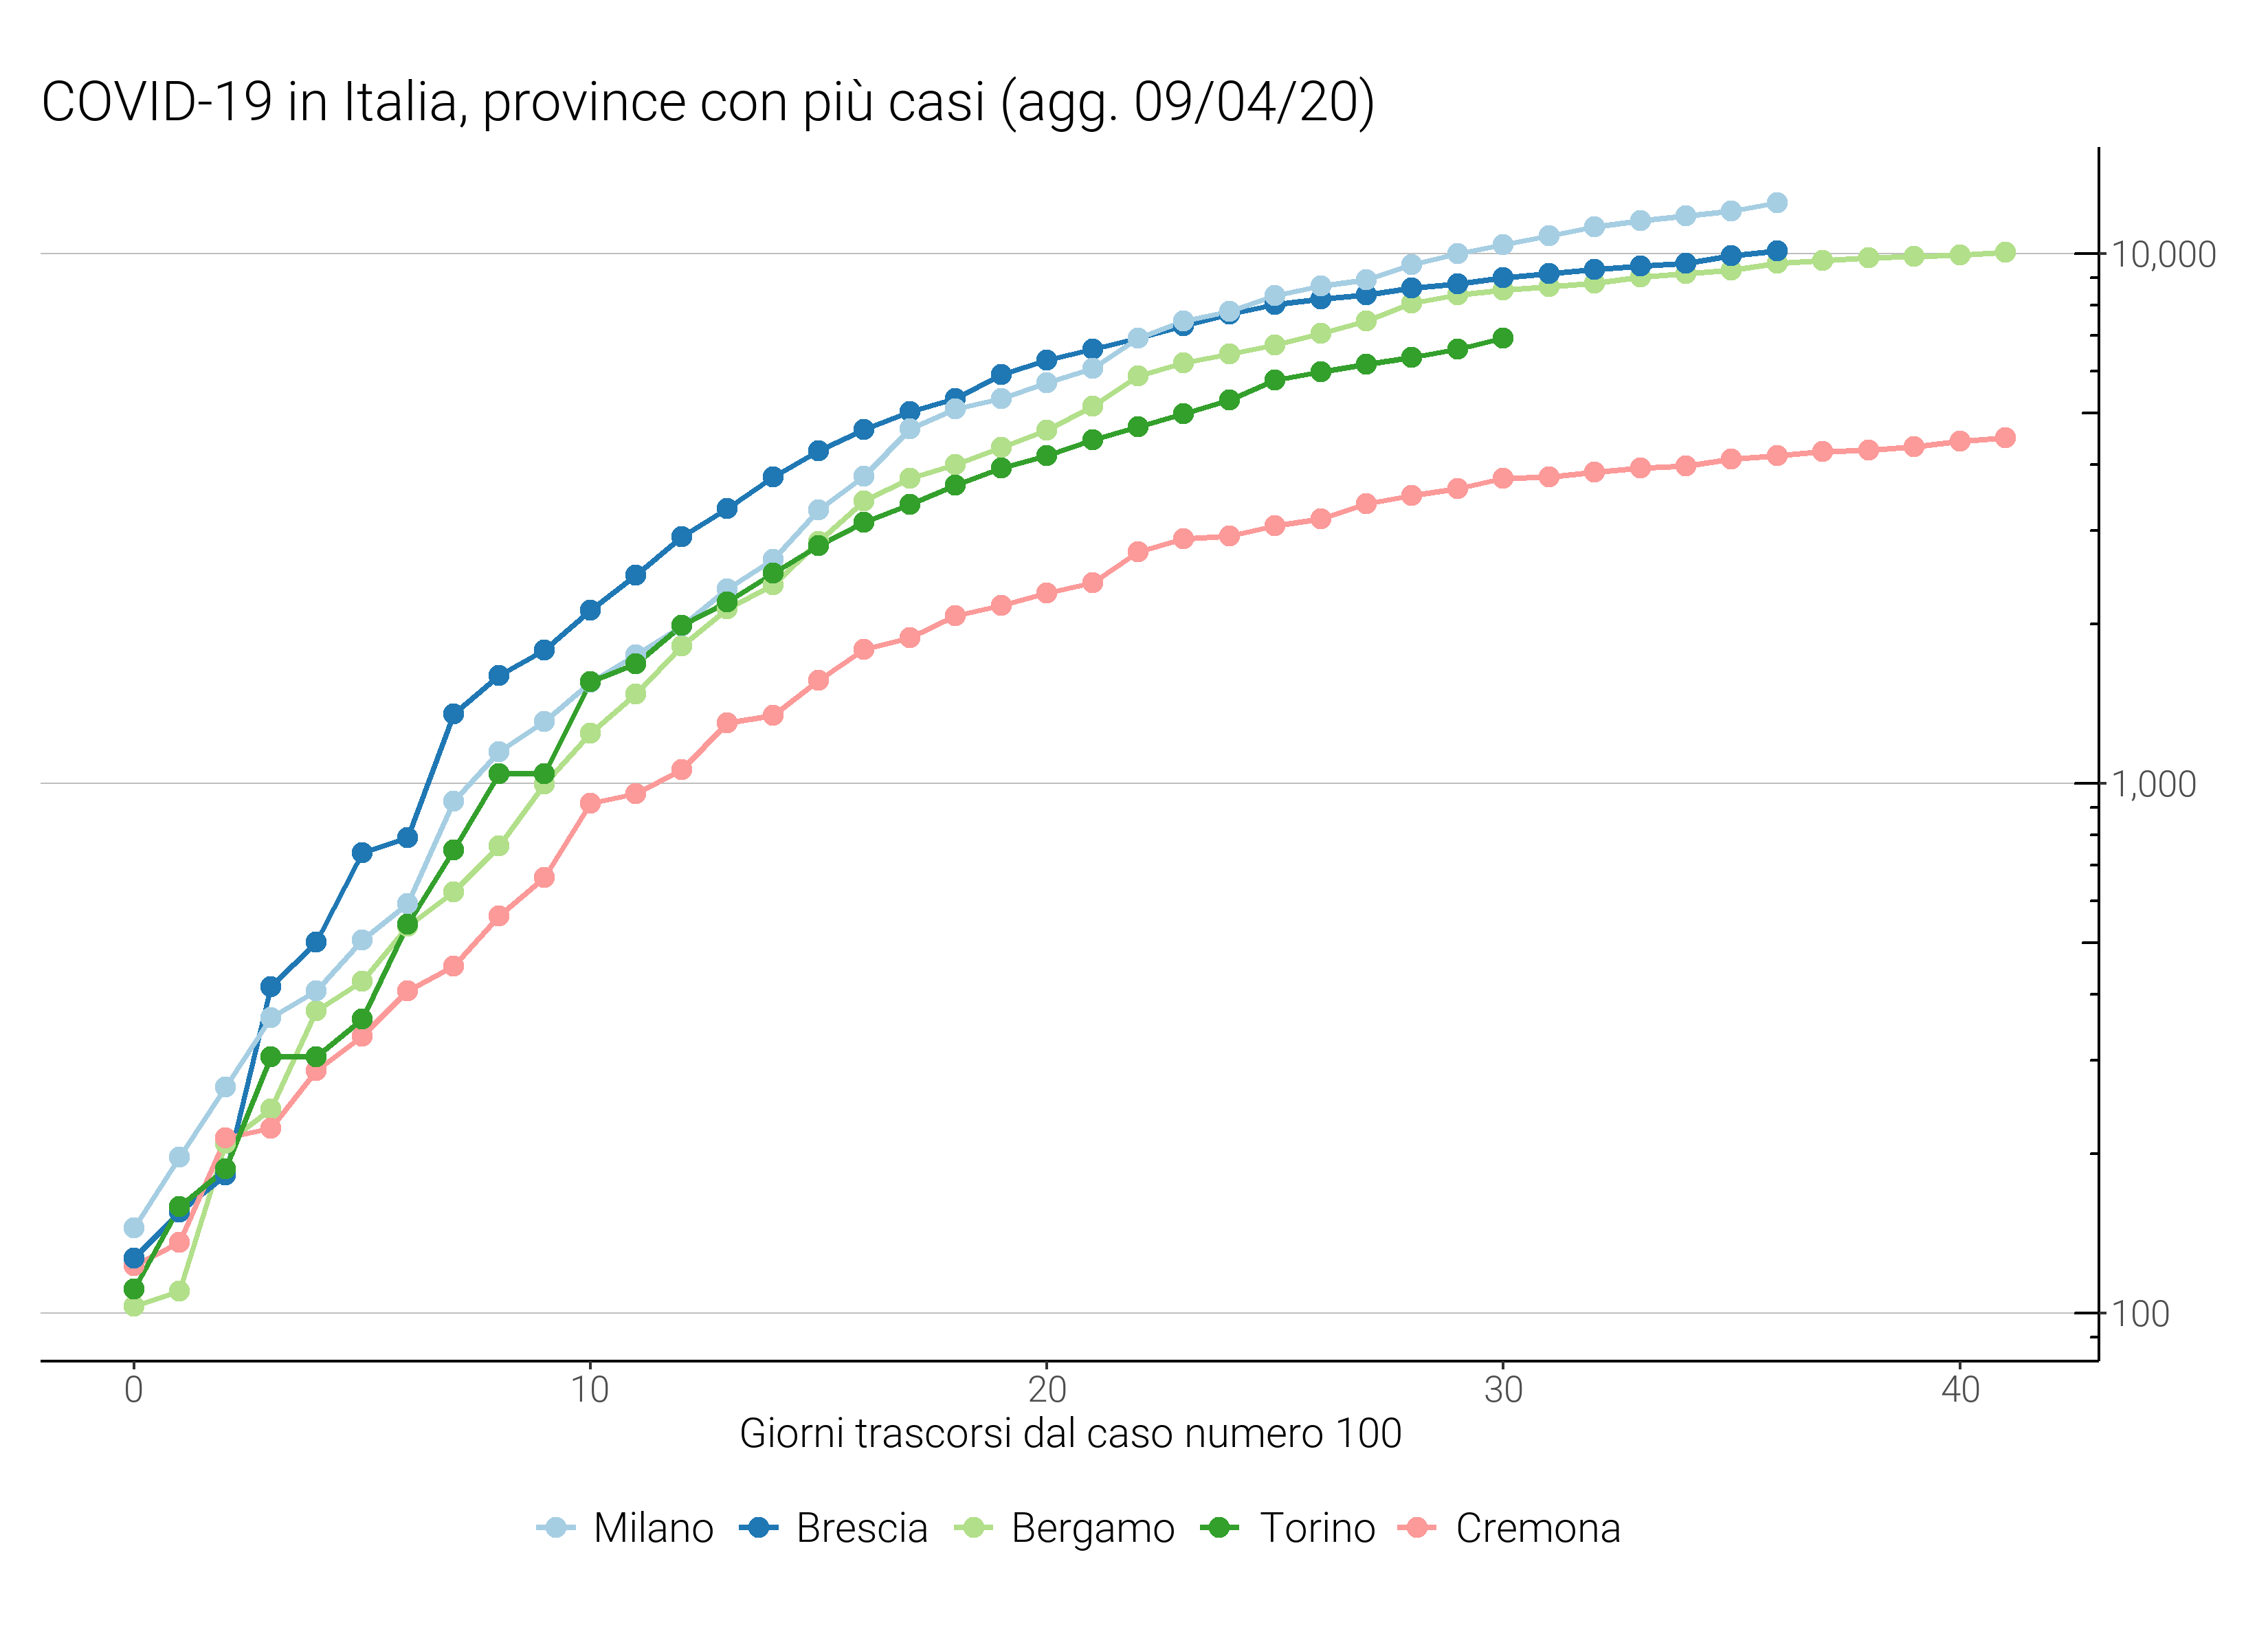 COVID-19 in Italia, province con più casi (agg. 09/04/20)
10,000
1,000
100
0 10 20 30 40
Giorni trascorsi dal caso numero 100
Milano Brescia Bergamo Torino Cremona